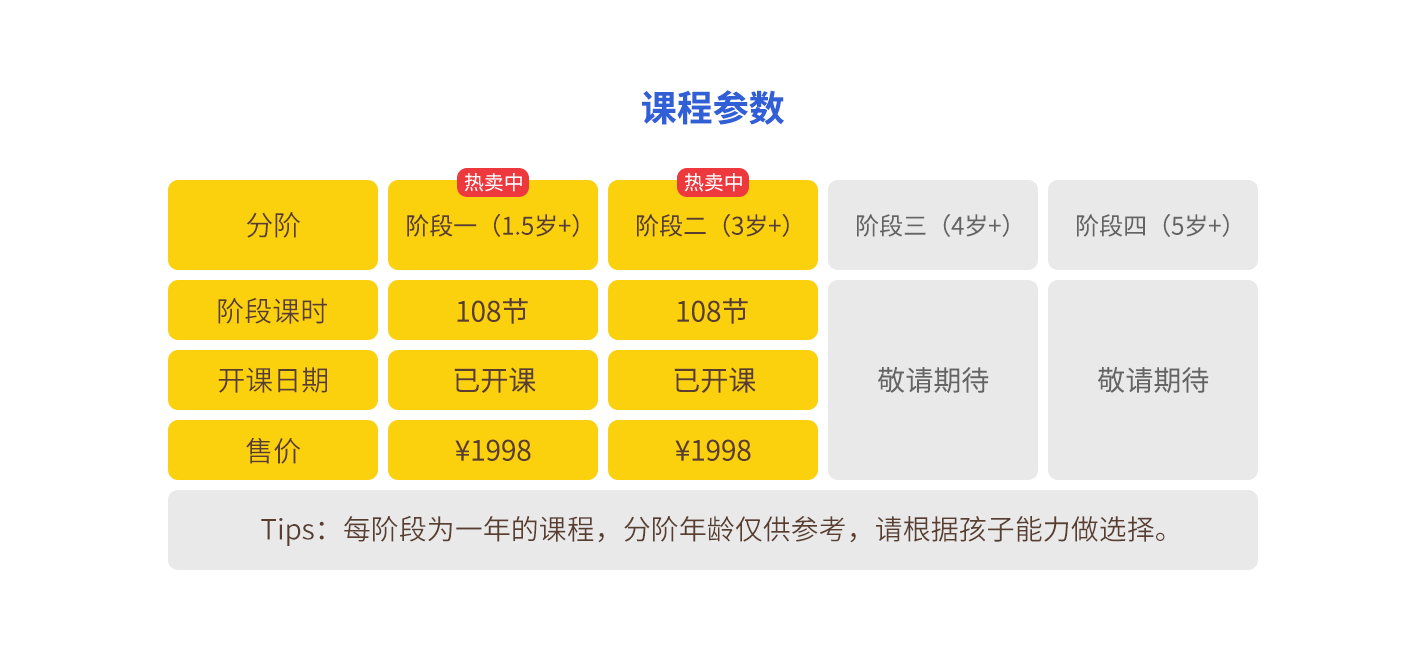 课程参数
热卖中
热卖中
分阶
阶段一（1.5岁+）
阶段二（3岁+）
阶段三（4岁+）
阶段四（5岁+）
阶段课时
108节
108节
开课日期
已开课
已开课
敬请期待
敬请期待
售价
¥1998
¥1998
Tips：每阶段为一年的课程，分阶年龄仅供参考，请根据孩子能力做选择。